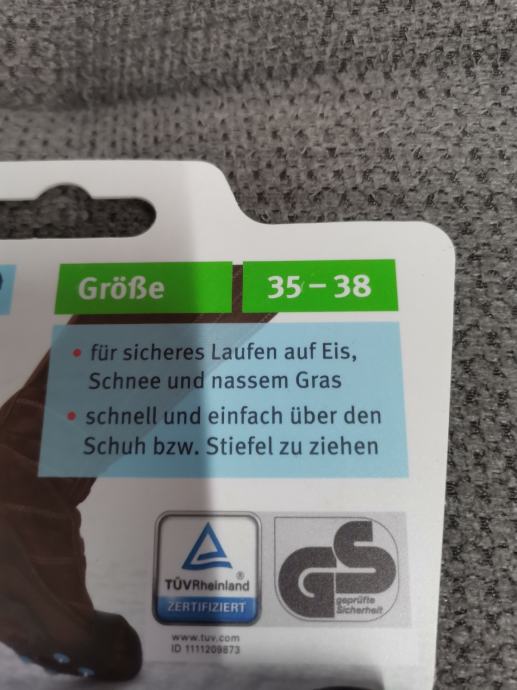 Größe 35 – 38
• für sicheres Laufen auf Eis,
Schnee und nassem Gras
• schnell und einfach über den
Schuh bzw. Stiefel zu ziehen
TÜVRheinland®
ZERTIFIZIERT
GS
geprüfte
Sicherheit
www.tuv.com
ID 1111209873